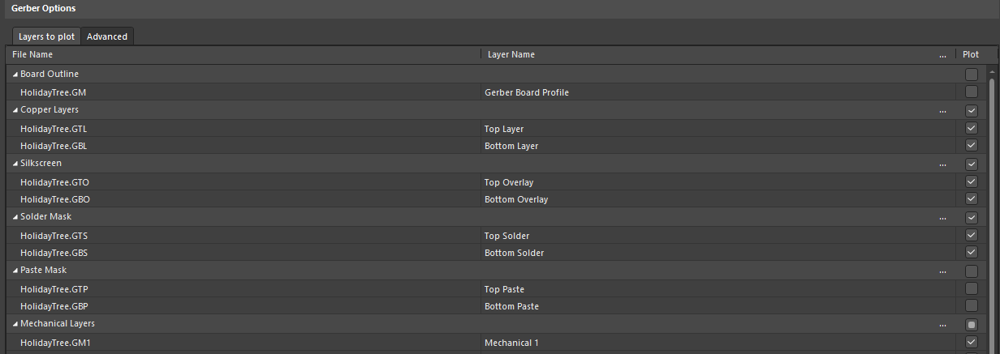 Gerber Options
Layers to plot Advanced
File Name Layer Name ... Plot
Board Outline
HolidayTree.GM Gerber Board Profile
Copper Layers ...
HolidayTree.GTL Top Layer
HolidayTree.GBL Bottom Layer
Silkscreen ...
HolidayTree.GTO Top Overlay
HolidayTree.GBO Bottom Overlay
Solder Mask ...
HolidayTree.GTS Top Solder
HolidayTree.GBS Bottom Solder
Paste Mask ...
HolidayTree.GTP Top Paste
HolidayTree.GBP Bottom Paste
Mechanical Layers ...
HolidayTree.GM1 Mechanical 1